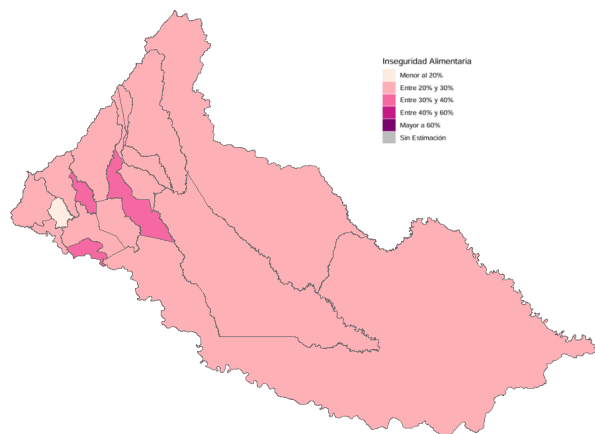 Inseguridad Alimentaria
Menor al 20%
Entre 20% y 30%
Entre 30% y 40%
Entre 40% y 60%
Mayor a 60%
Sin Estimación